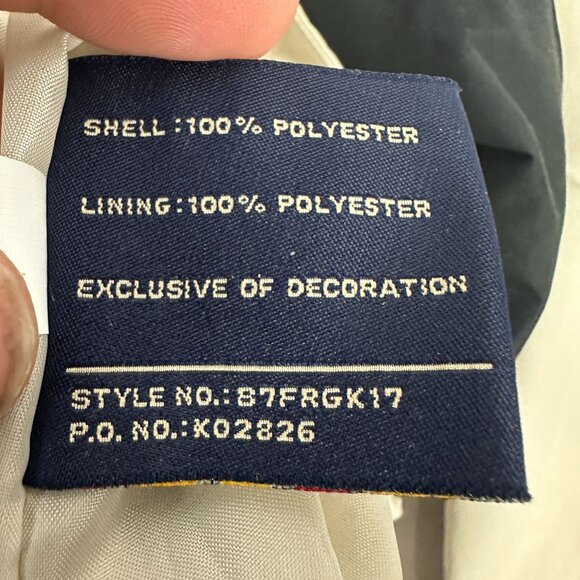 SHELL:100% POLYESTER
LINING:100% POLYESTER
EXCLUSIVE OF DECORATION
STYLE NO.:87FRGK17
P.O. NO.:K02826